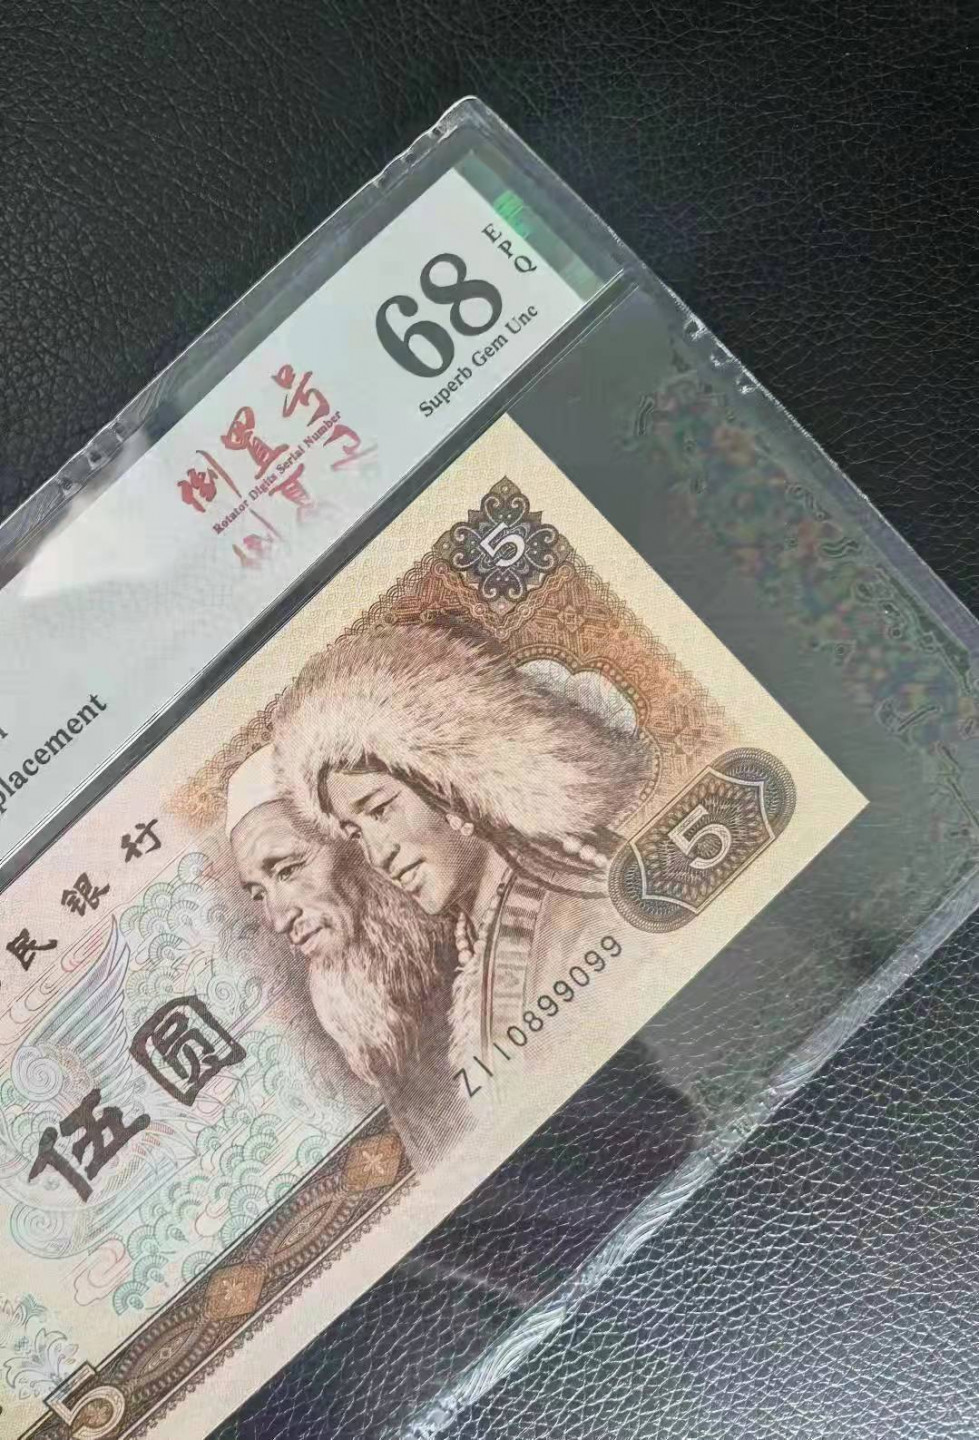 68
EPQ
Superb Gem Unc
倒置号
Rotator Digits Serial Number
placement
民银行
5
5
伍圆
ZI10899099
5